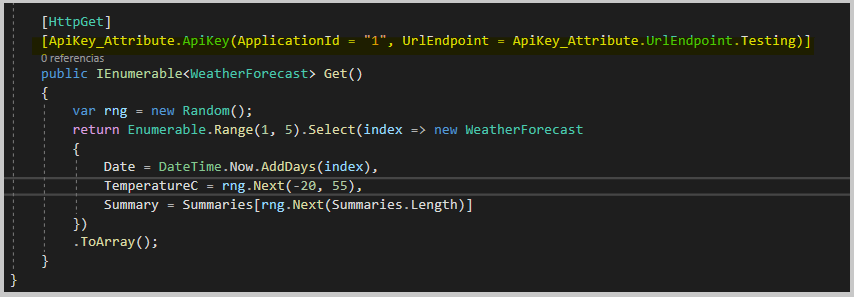 [HttpGet]
[ApiKey_Attribute.ApiKey(ApplicationId = "1", UrlEndpoint = ApiKey_Attribute.UrlEndpoint.Testing)]
0 referencias
public IEnumerable<WeatherForecast> Get()
{
var rng = new Random();
return Enumerable.Range(1, 5).Select(index => new WeatherForecast
{
Date = DateTime.Now.AddDays(index),
TemperatureC = rng.Next(-20, 55),
Summary = Summaries[rng.Next(Summaries.Length)]
})
.ToArray();
}
}